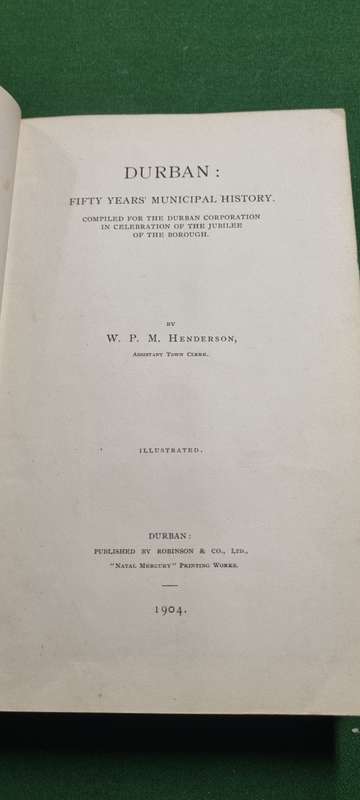 DURBAN:
FIFTY YEARS' MUNICIPAL HISTORY.
COMPILED FOR THE DURBAN CORPORATION
IN CELEBRATION OF THE JUBILEE
OF THE BOROUGH.
BY
W. P. M. HENDERSON,
ASSISTANT TOWN CLERK.
ILLUSTRATED.
DURBAN:
PUBLISHED BY ROBINSON & CO., LTD.,
"NATAL MERCURY" PRINTING WORKS.
1904.